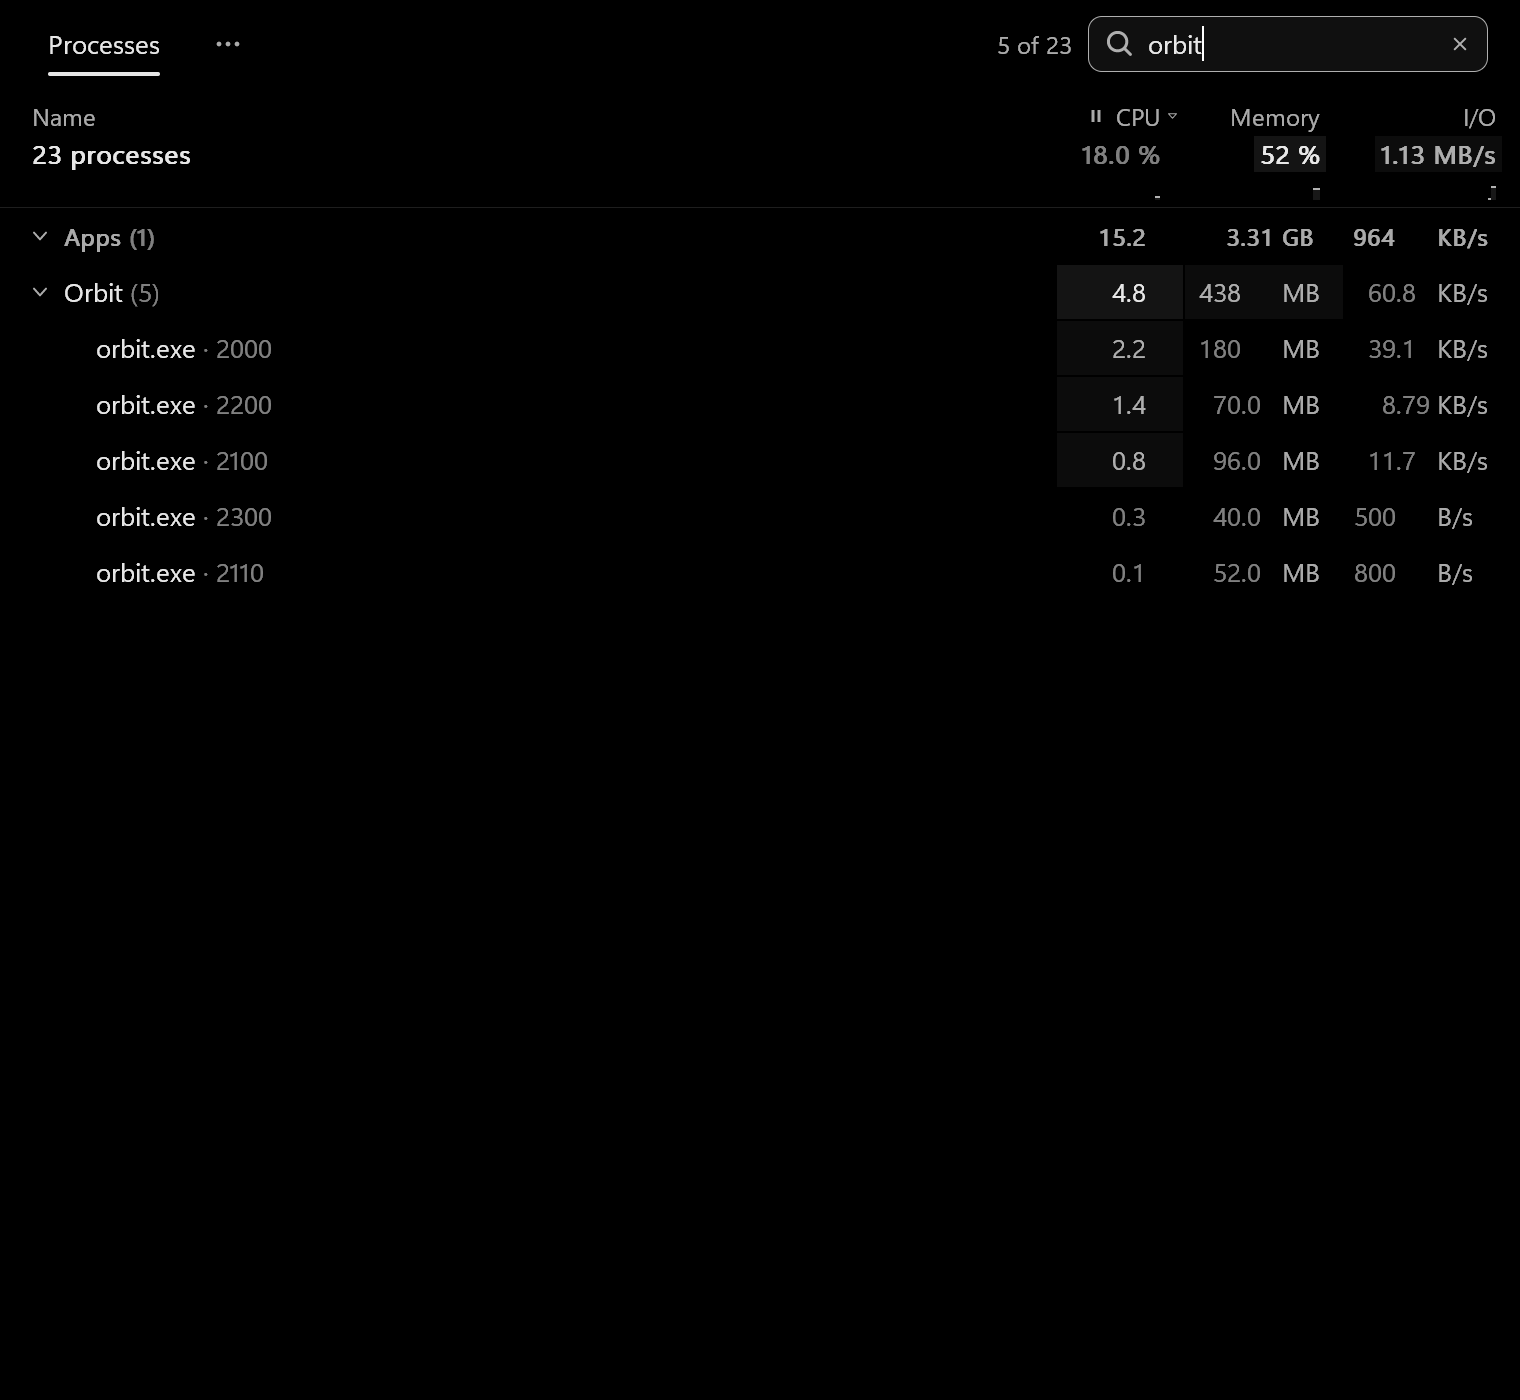 Processes ··· 5 of 23 orbit ×
Name CPU Memory I/O
23 processes 18.0 % 52 % 1.13 MB/s
Apps (1) 15.2 3.31 GB 964 KB/s
Orbit (5) 4.8 438 MB 60.8 KB/s
orbit.exe · 2000 2.2 180 MB 39.1 KB/s
orbit.exe · 2200 1.4 70.0 MB 8.79 KB/s
orbit.exe · 2100 0.8 96.0 MB 11.7 KB/s
orbit.exe · 2300 0.3 40.0 MB 500 B/s
orbit.exe · 2110 0.1 52.0 MB 800 B/s